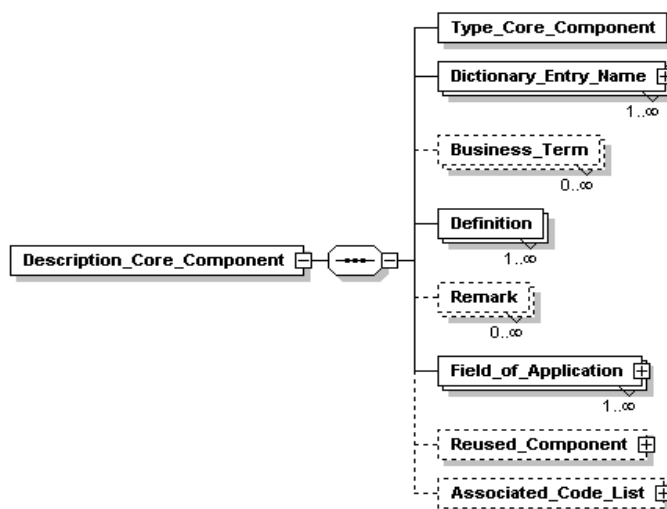 Type_Core_Component
Dictionary_Entry_Name
1..∞
Business_Term
0..∞
Definition
1..∞
Description_Core_Component
Remark
0..∞
Field_of_Application
1..∞
Reused_Component
Associated_Code_List